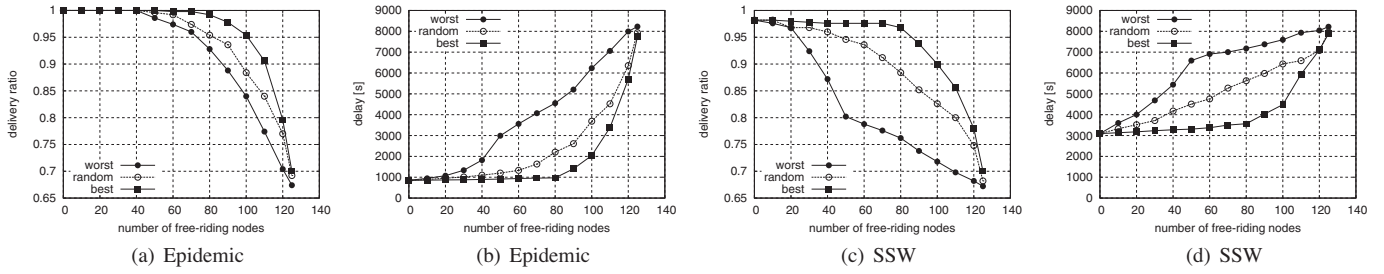 delivery ratio
1
0.95
0.9
0.85
0.8
0.75
0.7
0.65
worst
random
best
0 20 40 60 80 100 120 140
number of free-riding nodes
(a) Epidemic
delay [s]
9000
8000
7000
6000
5000
4000
3000
2000
1000
0
worst
random
best
0 20 40 60 80 100 120 140
number of free-riding nodes
(b) Epidemic
delivery ratio
1
0.95
0.9
0.85
0.8
0.75
0.7
0.65
worst
random
best
0 20 40 60 80 100 120 140
number of free-riding nodes
(c) SSW
delay [s]
9000
8000
7000
6000
5000
4000
3000
2000
1000
0
worst
random
best
0 20 40 60 80 100 120 140
number of free-riding nodes
(d) SSW